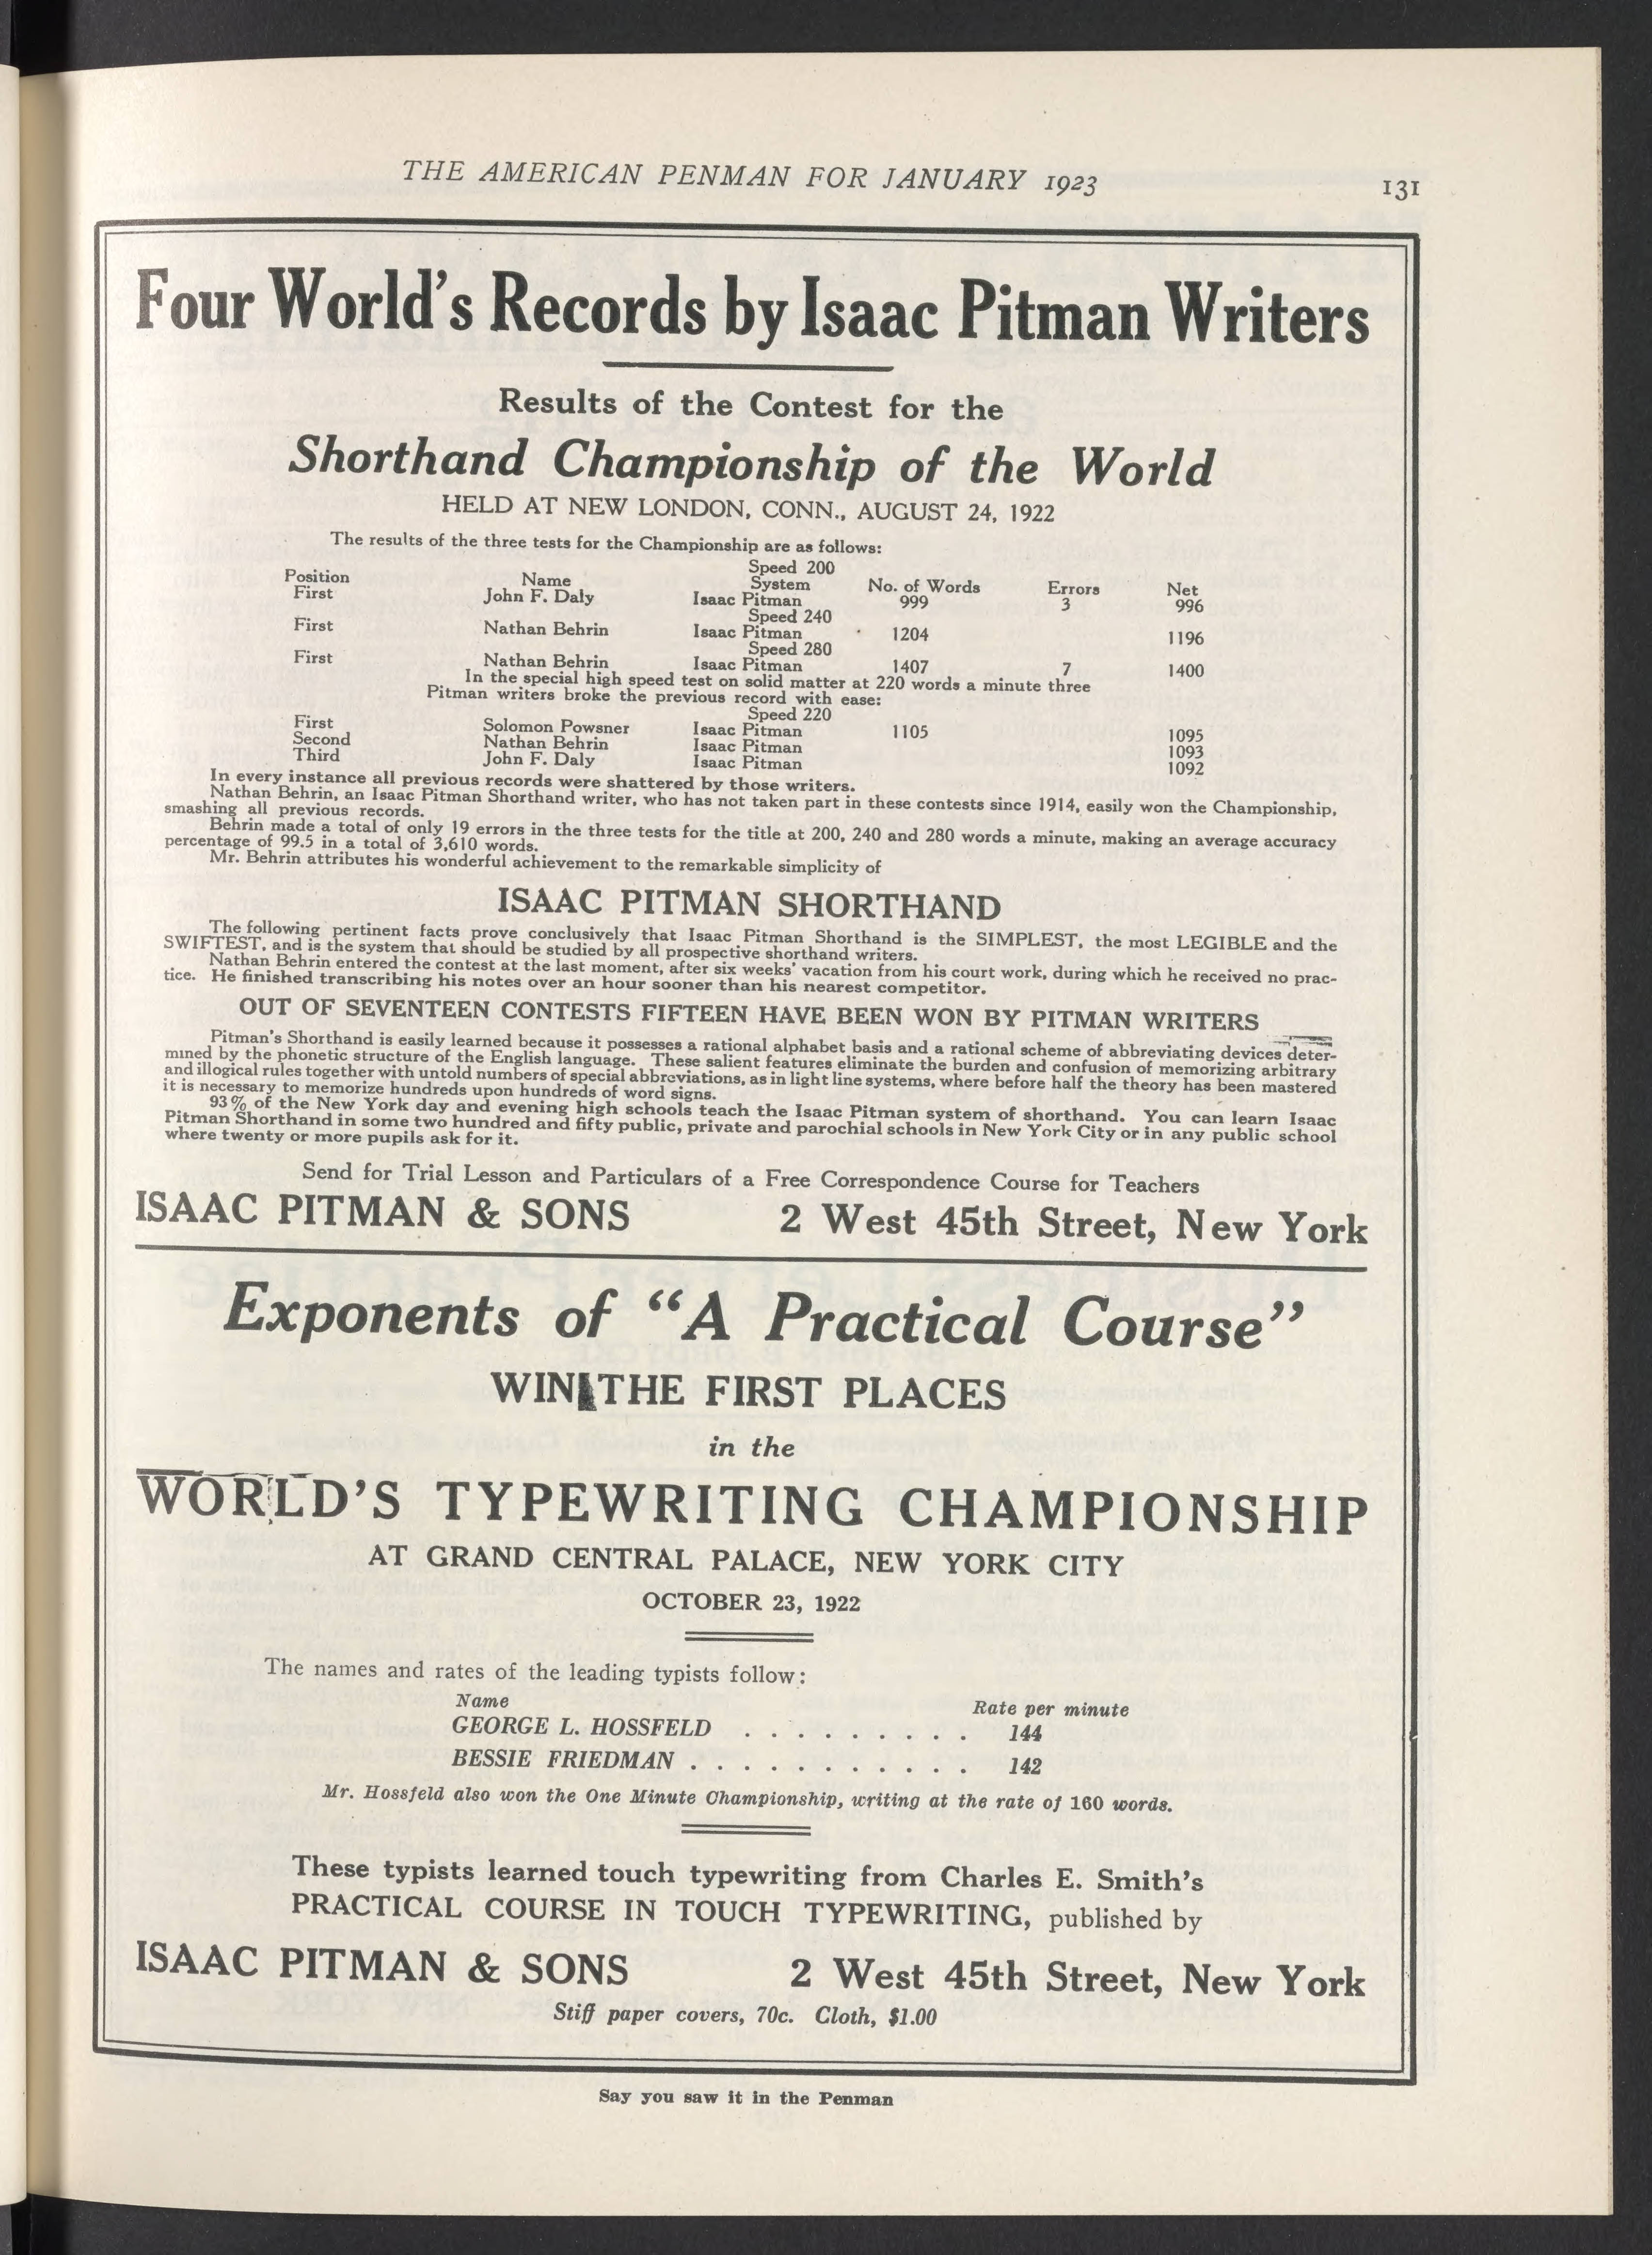 THE AMERICAN PENMAN FOR JANUARY 1923 131
Four World's Records by Isaac Pitman Writers
Results of the Contest for the
Shorthand Championship of the World
HELD AT NEW LONDON, CONN., AUGUST 24, 1922
The results of the three tests for the Championship are as follows:
Speed 200
Position Name System No. of Words Errors Net
First John F. Daly Isaac Pitman 999 3 996
Speed 240
First Nathan Behrin Isaac Pitman 1204 1196
Speed 280
First Nathan Behrin Isaac Pitman 1407 7 1400
In the special high speed test on solid matter at 220 words a minute three
Pitman writers broke the previous record with ease:
Speed 220
First Solomon Powsner Isaac Pitman 1105 1095
Second Nathan Behrin Isaac Pitman 1093
Third John F. Daly Isaac Pitman 1092
In every instance all previous records were shattered by those writers.
Nathan Behrin, an Isaac Pitman Shorthand writer, who has not taken part in these contests since 1914, easily won the Championship,
smashing all previous records.
Behrin made a total of only 19 errors in the three tests for the title at 200, 240 and 280 words a minute, making an average accuracy
percentage of 99.5 in a total of 3,610 words.
Mr. Behrin attributes his wonderful achievement to the remarkable simplicity of
ISAAC PITMAN SHORTHAND
The following pertinent facts prove conclusively that Isaac Pitman Shorthand is the SIMPLEST, the most LEGIBLE and the
SWIFTEST, and is the system that should be studied by all prospective shorthand writers.
Nathan Behrin entered the contest at the last moment, after six weeks' vacation from his court work, during which he received no prac-
tice. He finished transcribing his notes over an hour sooner than his nearest competitor.
OUT OF SEVENTEEN CONTESTS FIFTEEN HAVE BEEN WON BY PITMAN WRITERS
Pitman's Shorthand is easily learned because it possesses a rational alphabet basis and a rational scheme of abbreviating devices deter-
mined by the phonetic structure of the English language. These salient features eliminate the burden and confusion of memorizing arbitrary
and illogical rules together with untold numbers of special abbreviations, as in light line systems, where before half the theory has been mastered
it is necessary to memorize hundreds upon hundreds of word signs.
93% of the New York day and evening high schools teach the Isaac Pitman system of shorthand. You can learn Isaac
Pitman Shorthand in some two hundred and fifty public, private and parochial schools in New York City or in any public school
where twenty or more pupils ask for it.
Send for Trial Lesson and Particulars of a Free Correspondence Course for Teachers
ISAAC PITMAN & SONS 2 West 45th Street, New York
Exponents of "A Practical Course"
WIN THE FIRST PLACES
in the
WORLD'S TYPEWRITING CHAMPIONSHIP
AT GRAND CENTRAL PALACE, NEW YORK CITY
OCTOBER 23, 1922
The names and rates of the leading typists follow:
Name Rate per minute
GEORGE L. HOSSFELD . . . . . . . . . 144
BESSIE FRIEDMAN . . . . . . . . . . . 142
Mr. Hossfeld also won the One Minute Championship, writing at the rate of 160 words.
These typists learned touch typewriting from Charles E. Smith's
PRACTICAL COURSE IN TOUCH TYPEWRITING, published by
ISAAC PITMAN & SONS 2 West 45th Street, New York
Stiff paper covers, 70c. Cloth, $1.00
Say you saw it in the Penman